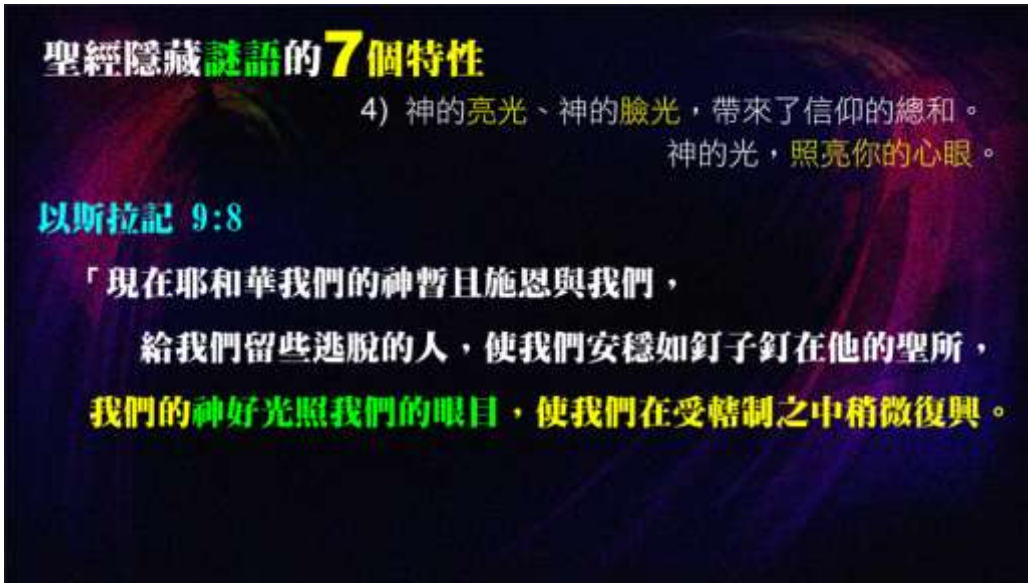 聖經隱藏謎語的7個特性
4) 神的亮光、神的臉光，帶來了信仰的總和。
神的光，照亮你的心眼。
以斯拉記 9:8
「現在耶和華我們的神暫且施恩與我們，
給我們留些逃脫的人，使我們安穩如釘子釘在他的聖所，
我們的神好光照我們的眼目，使我們在受轄制之中稍微復興。